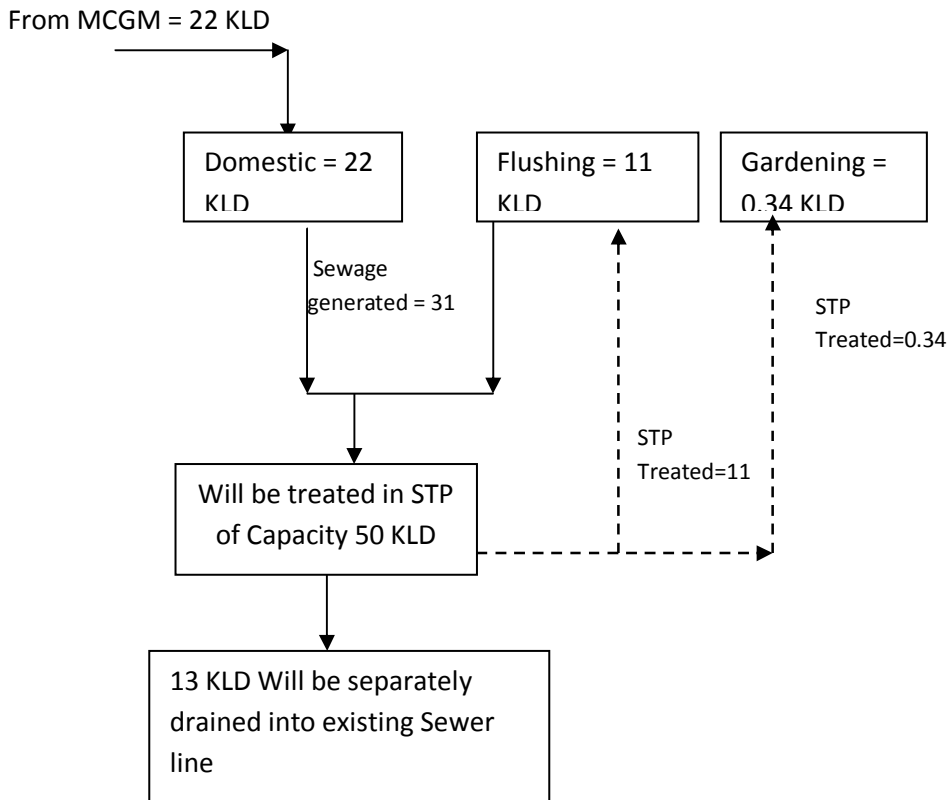 From MCGM = 22 KLD
Domestic = 22
KLD
Flushing = 11
KLD
Gardening =
0.34 KLD
Sewage
generated = 31
STP
Treated=0.34
STP
Treated=11
Will be treated in STP
of Capacity 50 KLD
13 KLD Will be separately
drained into existing Sewer
line